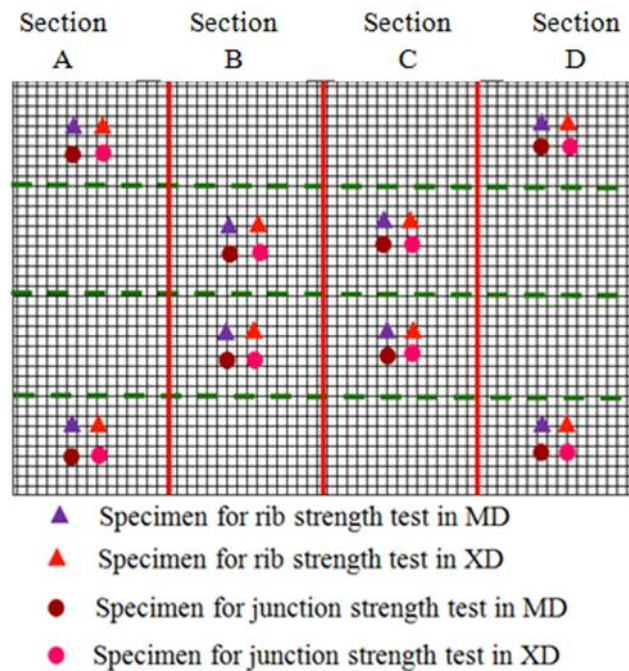 Section Section Section Section
A B C D
Specimen for rib strength test in MD
Specimen for rib strength test in XD
Specimen for junction strength test in MD
Specimen for junction strength test in XD